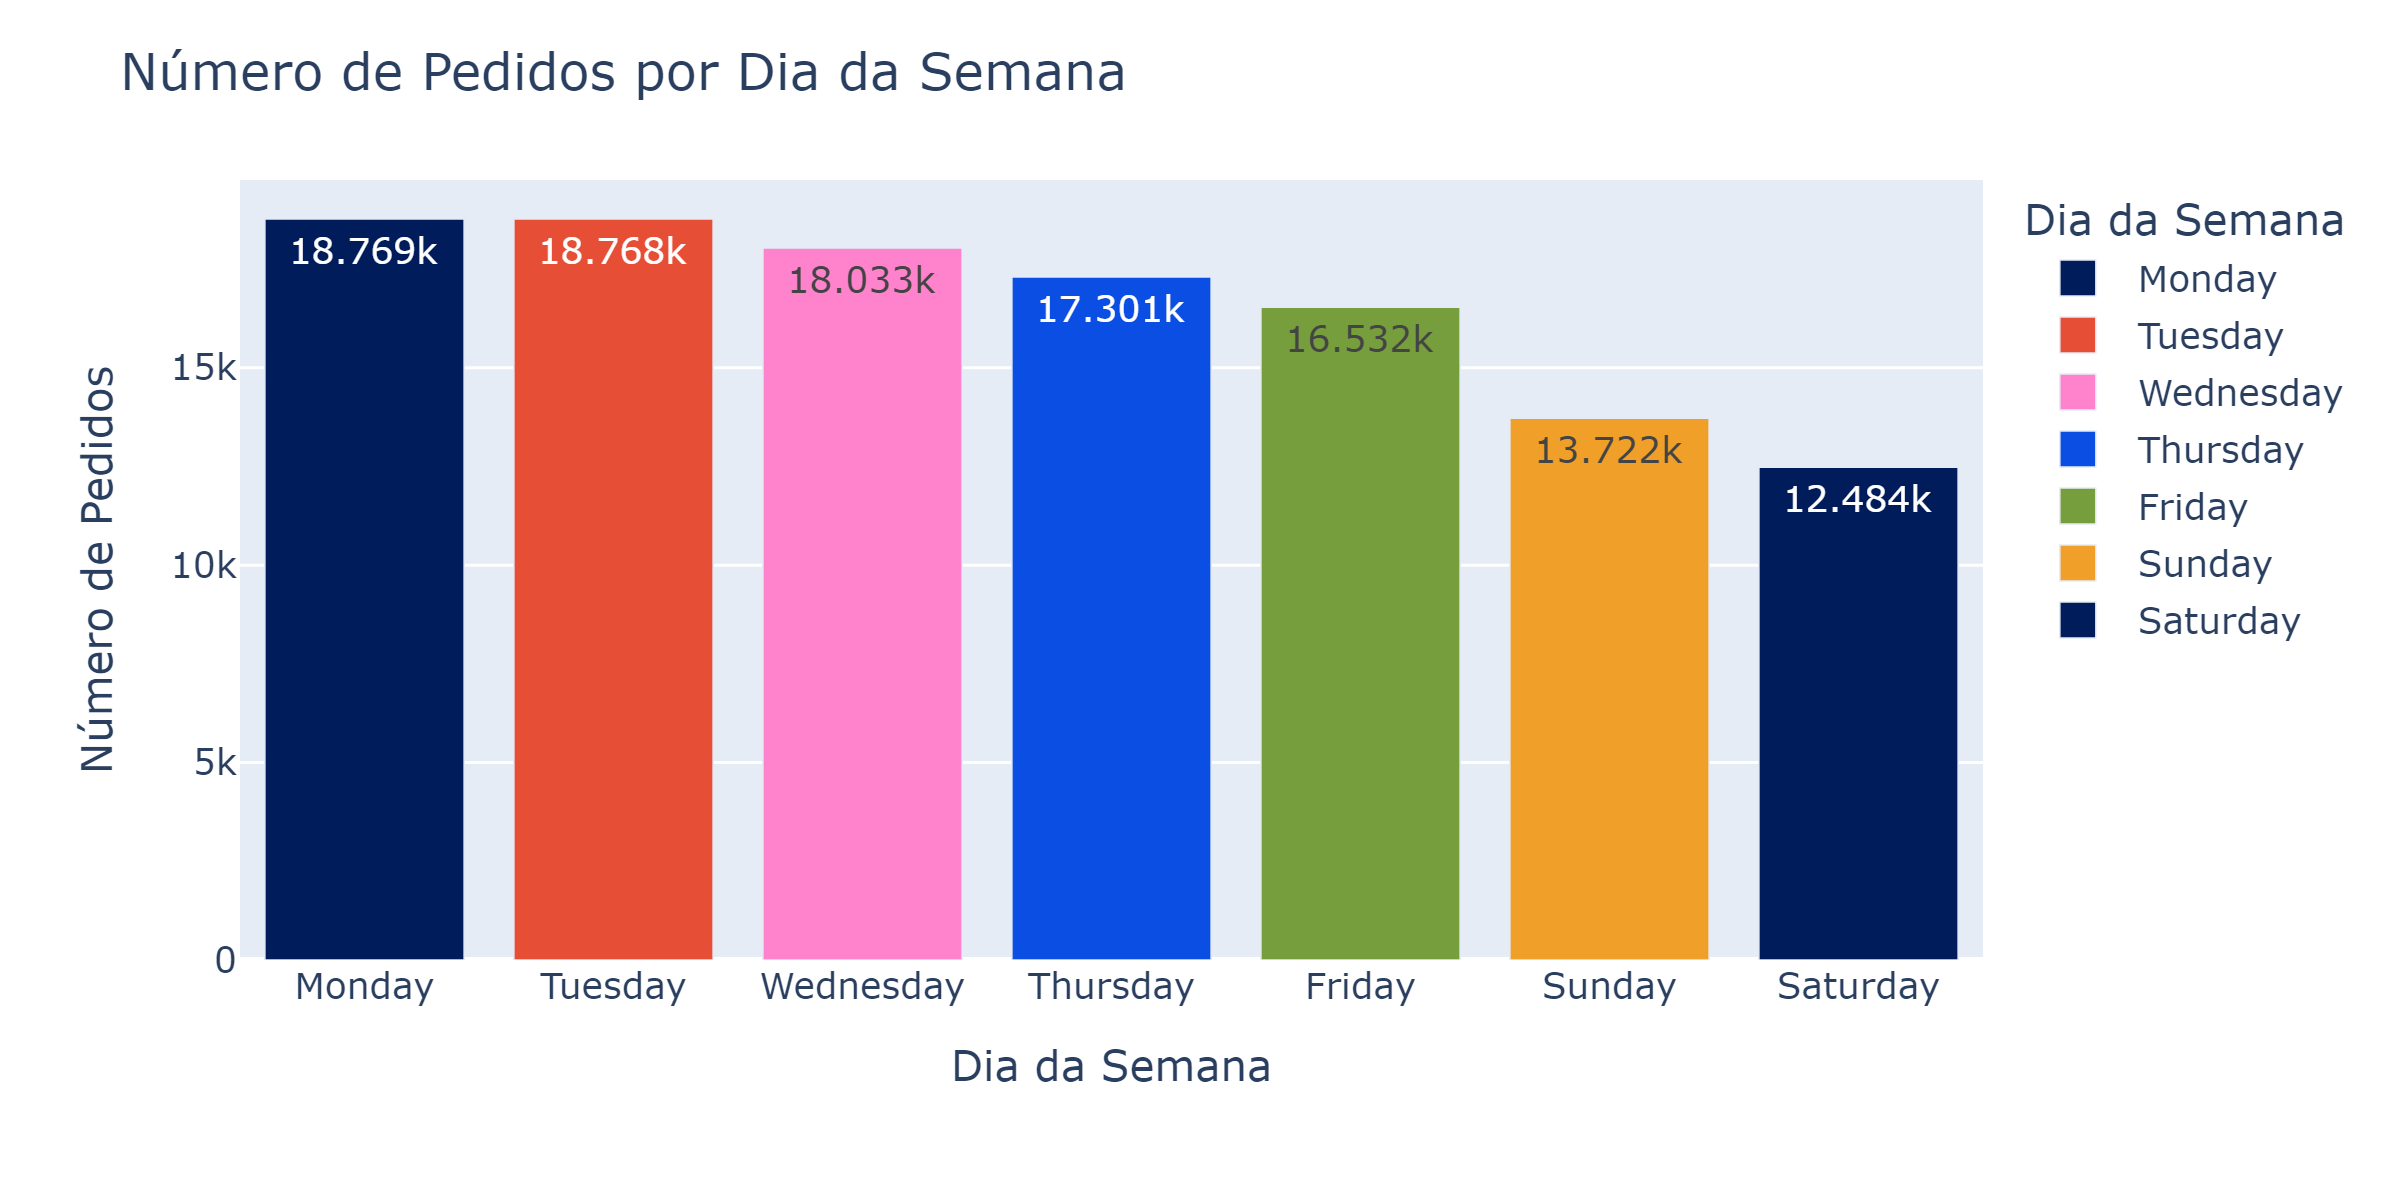 Número de Pedidos por Dia da Semana
Número de Pedidos
15k
10k
5k
0
18.769k
18.768k
18.033k
17.301k
16.532k
13.722k
12.484k
Monday
Tuesday
Wednesday
Thursday
Friday
Sunday
Saturday
Dia da Semana
Dia da Semana
Monday
Tuesday
Wednesday
Thursday
Friday
Sunday
Saturday